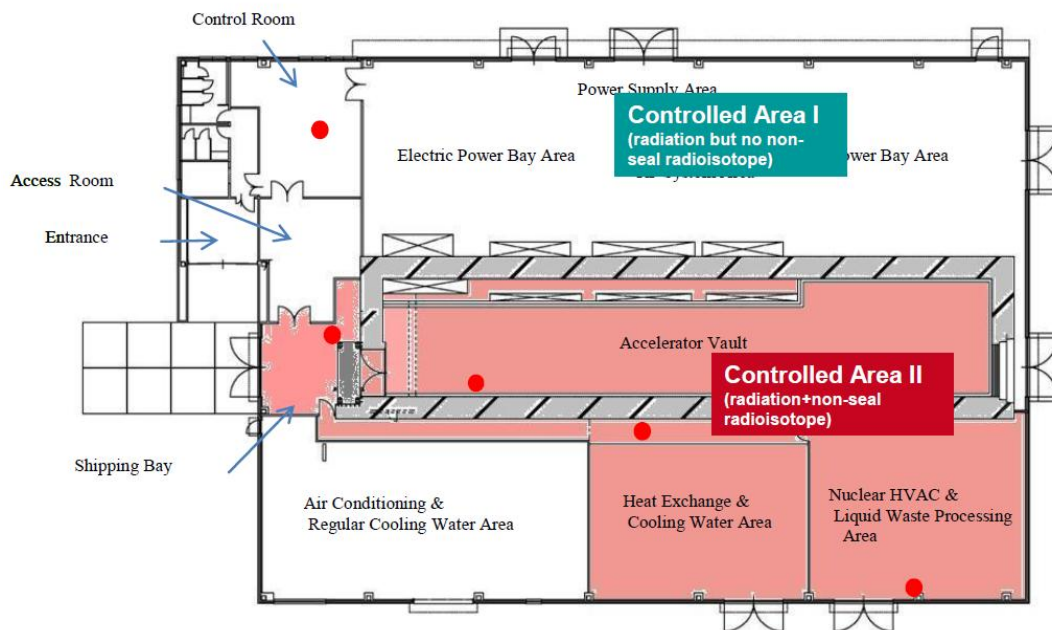 Control Room
Power Supply Area
Controlled Area I
(radiation but no non-
seal radioisotope)
Electric Power Bay Area
ower Bay Area
Access Room
Entrance
Accelerator Vault
Controlled Area II
(radiation+non-seal
radioisotope)
Shipping Bay
Air Conditioning &
Regular Cooling Water Area
Heat Exchange &
Cooling Water Area
Nuclear HVAC &
Liquid Waste Processing
Area